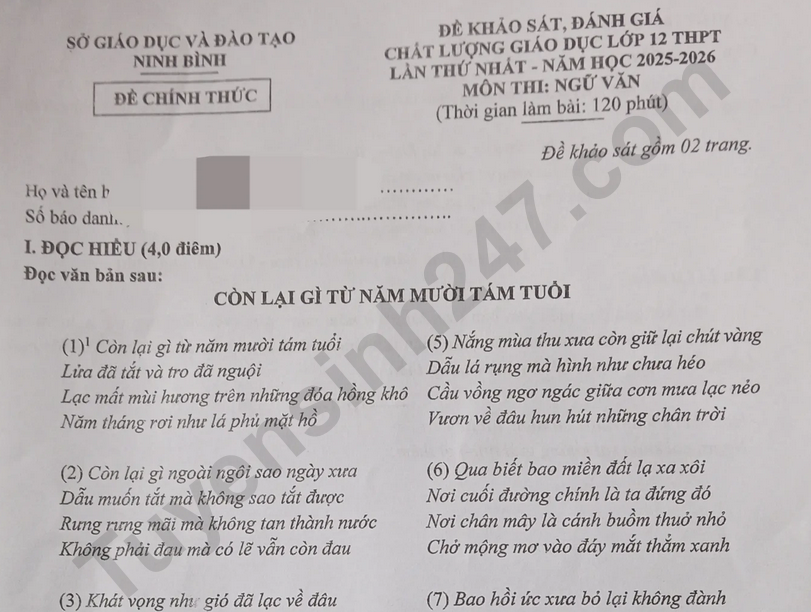 SỞ GIÁO DỤC VÀ ĐÀO TẠO
NINH BÌNH
ĐỀ CHÍNH THỨC
ĐỀ KHẢO SÁT, ĐÁNH GIÁ
CHẤT LƯỢNG GIÁO DỤC LỚP 12 THPT
LẦN THỨ NHẤT - NĂM HỌC 2025-2026
MÔN THI: NGỮ VĂN
(Thời gian làm bài: 120 phút)
Đề khảo sát gồm 02 trang.
Họ và tên
Số báo danh
I. ĐỌC HIỂU (4,0 điểm)
Đọc văn bản sau:
CÒN LẠI GÌ TỪ NĂM MƯỜI TÁM TUỔI
(1)¹ Còn lại gì từ năm mười tám tuổi
Lửa đã tắt và tro đã nguội
Lạc mất mùi hương trên những đóa hồng khô
Năm tháng rơi như lá phủ mặt hồ
(2) Còn lại gì ngoài ngôi sao ngày xưa
Dẫu muốn tắt mà không sao tắt được
Rưng rưng mãi mà không tan thành nước
Không phải đau mà có lẽ vẫn còn đau
(3) Khát vọng như gió đã lạc về đâu
(5) Nắng mùa thu xưa còn giữ lại chút vàng
Dẫu lá rụng mà hình như chưa héo
Cầu vồng ngơ ngác giữa cơn mưa lạc nẻo
Vươn về đâu hun hút những chân trời
(6) Qua biết bao miền đất lạ xa xôi
Nơi cuối đường chính là ta đứng đó
Nơi chân mây là cánh buồm thuở nhỏ
Chở mộng mơ vào đáy mắt thắm xanh
(7) Bao hồi ức xưa bỏ lại không đành
Tuyensinh247.com